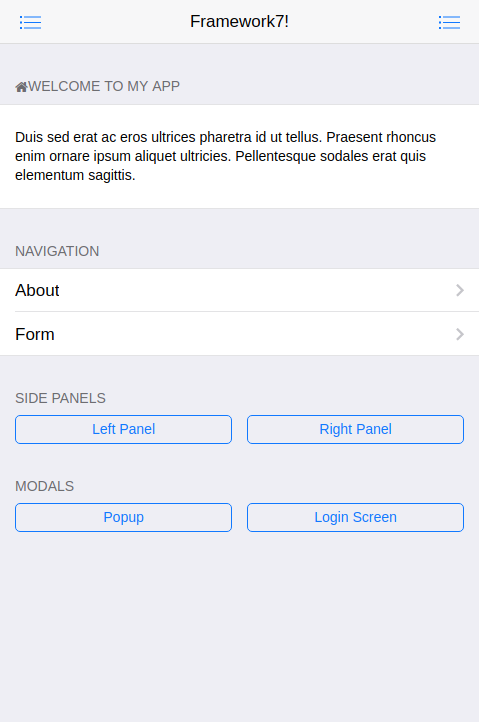 Framework7!
WELCOME TO MY APP
Duis sed erat ac eros ultrices pharetra id ut tellus. Praesent rhoncus
enim ornare ipsum aliquet ultricies. Pellentesque sodales erat quis
elementum sagittis.
NAVIGATION
About
Form
SIDE PANELS
Left Panel
Right Panel
MODALS
Popup
Login Screen